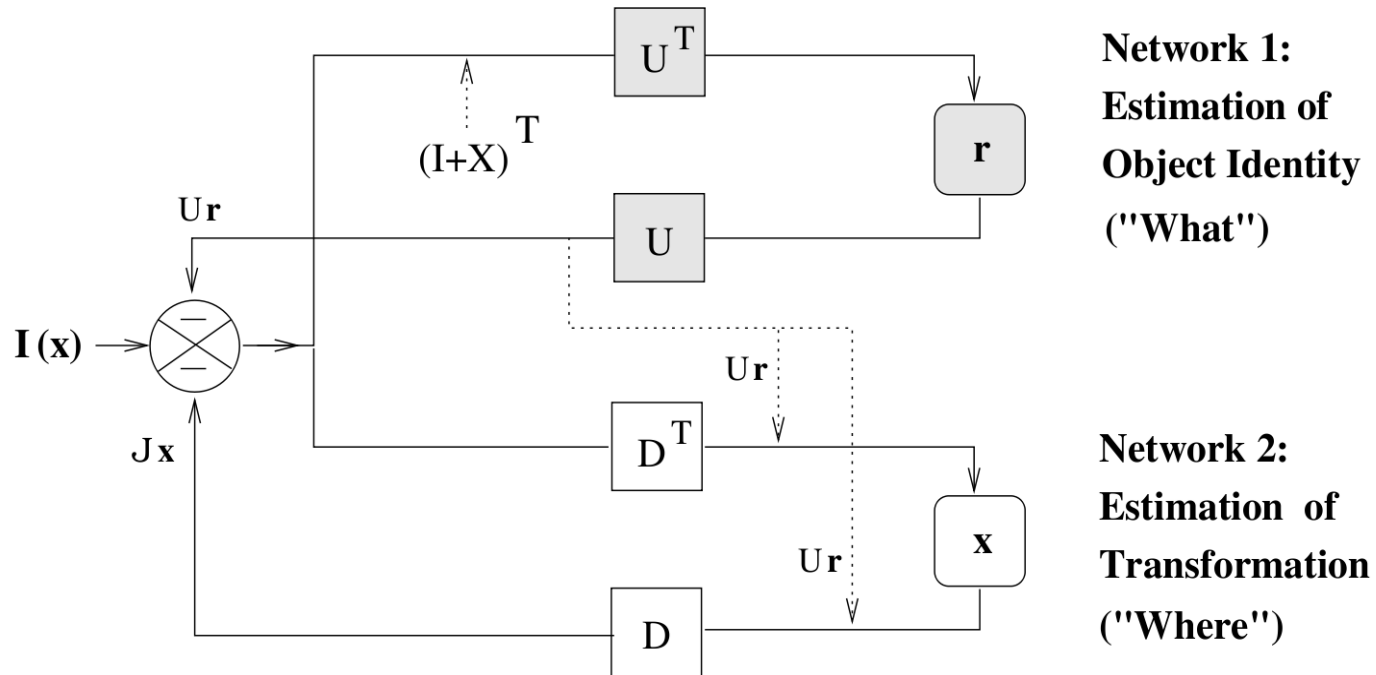 U^T
Network 1:
Estimation of
Object Identity
("What")
(I+X)^T
r
Ur
U
I(x)
Ur
Jx
D^T
Network 2:
Estimation of
Transformation
("Where")
x
Ur
D